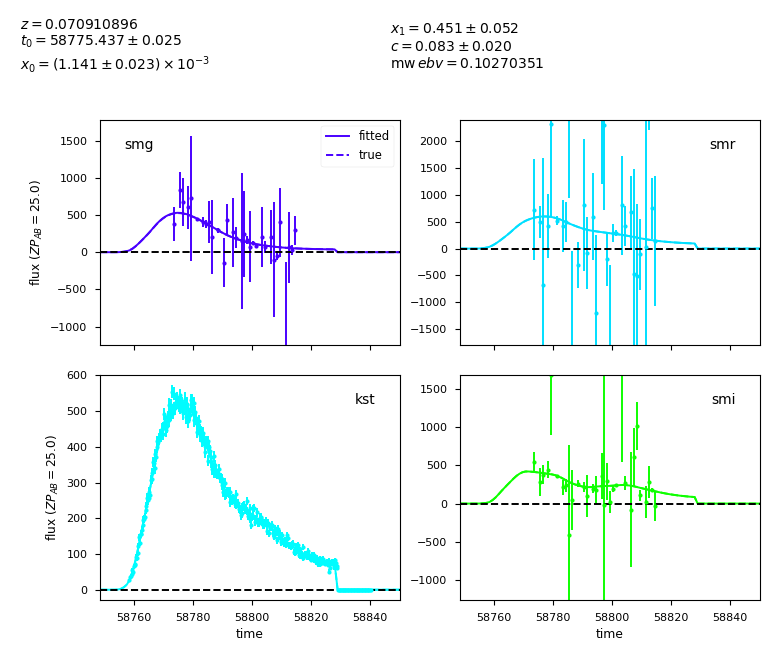 z = 0.070910896
t₀ = 58775.437 ± 0.025
x₀ = (1.141 ± 0.023) × 10⁻³
x₁ = 0.451 ± 0.052
c = 0.083 ± 0.020
mw ebv = 0.10270351
smg
fitted
true
1500
1000
500
0
−500
−1000
flux (ZP_AB = 25.0)
smr
2000
1500
1000
500
0
−500
−1000
−1500
kst
600
500
400
300
200
100
0
flux (ZP_AB = 25.0)
58760 58780 58800 58820 58840
time
smi
1500
1000
500
0
−500
−1000
58760 58780 58800 58820 58840
time